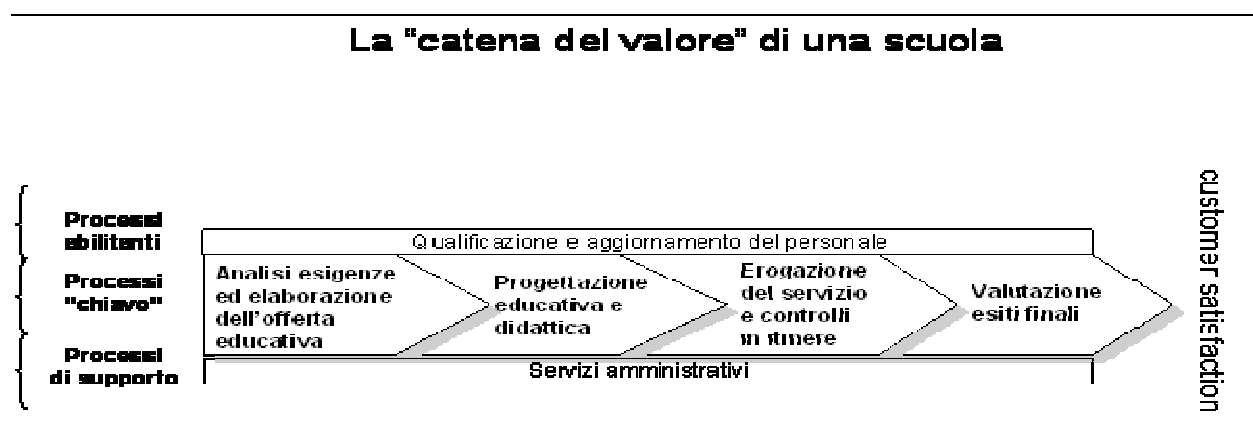 La "catena del valore" di una scuola
Processi
abilitanti
Qualificazione e aggiornamento del personale
Processi
"chiave"
Analisi esigenze
ed elaborazione
dell'offerta
educativa
Progettazione
educativa e
didattica
Erogazione
del servizio
e controlli
in itinere
Valutazione
esiti finali
Processi
di supporto
Servizi amministrativi
customer satisfaction